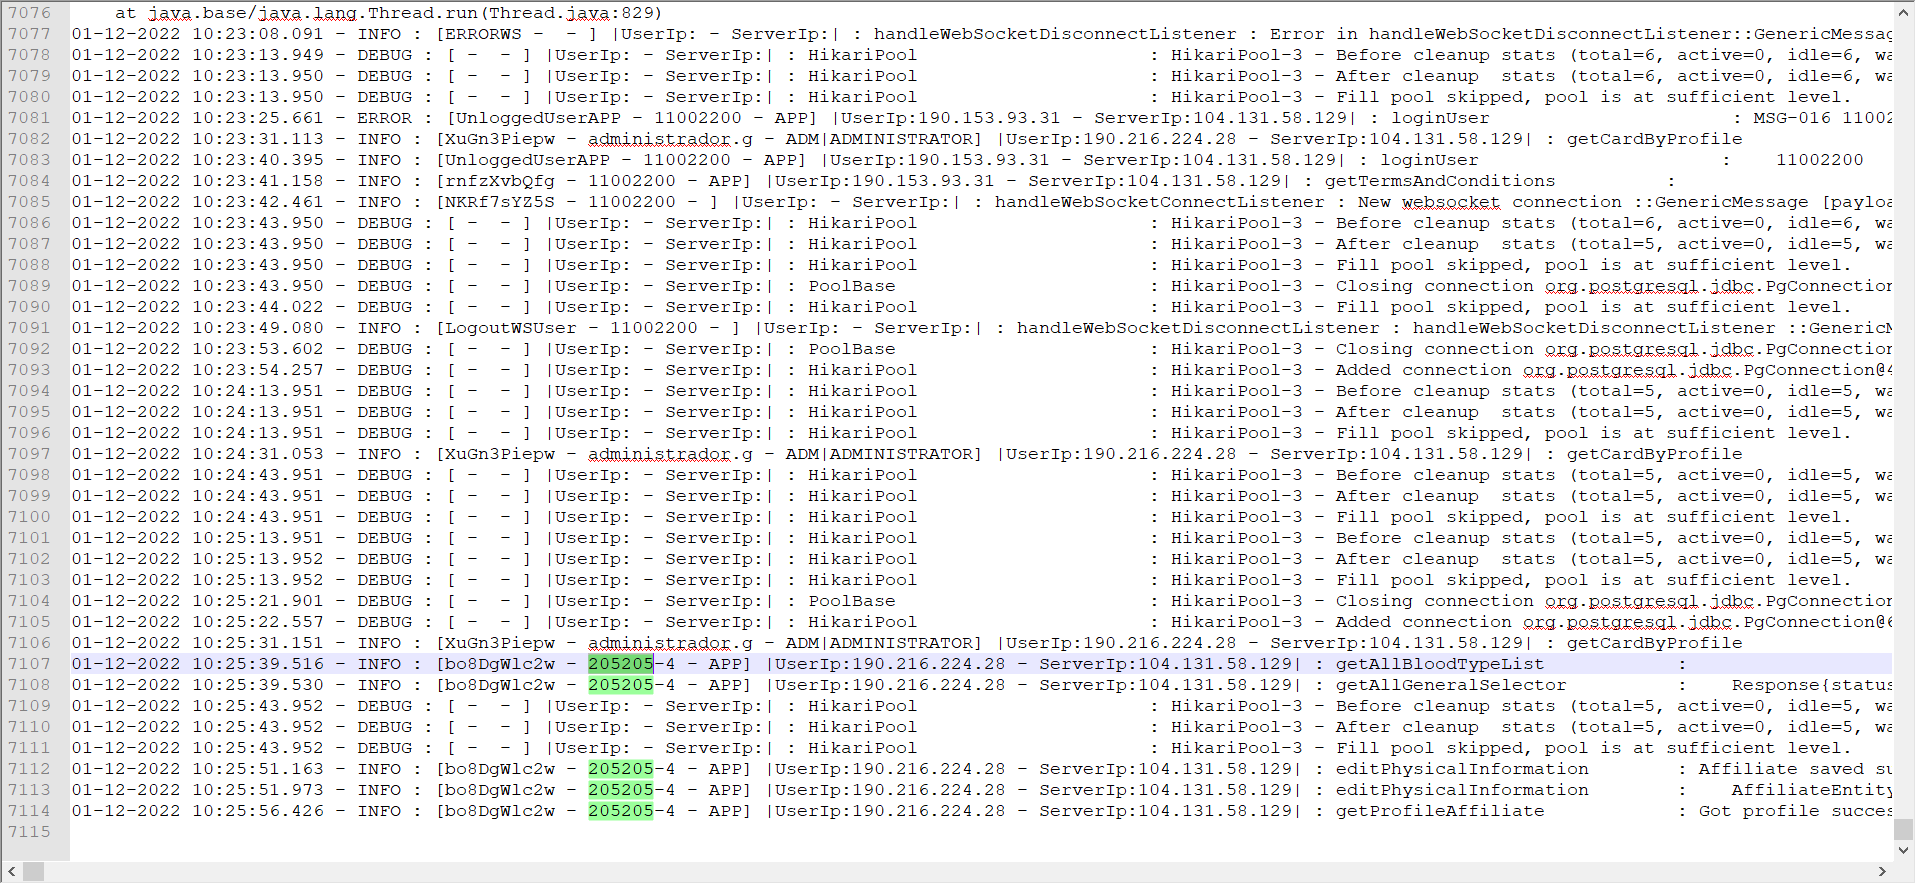 7076     at java.base/java.lang.Thread.run(Thread.java:829)
7077 01-12-2022 10:23:08.091 - INFO : [ERRORWS -  - ] |UserIp: - ServerIp:| : handleWebSocketDisconnectListener : Error in handleWebSocketDisconnectListener::GenericMessag
7078 01-12-2022 10:23:13.949 - DEBUG : [ -  - ] |UserIp: - ServerIp:| : HikariPool : HikariPool-3 - Before cleanup  stats (total=6, active=0, idle=6, wa
7079 01-12-2022 10:23:13.950 - DEBUG : [ -  - ] |UserIp: - ServerIp:| : HikariPool : HikariPool-3 - After cleanup  stats (total=6, active=0, idle=6, wa
7080 01-12-2022 10:23:13.950 - DEBUG : [ -  - ] |UserIp: - ServerIp:| : HikariPool : HikariPool-3 - Fill pool skipped, pool is at sufficient level.
7081 01-12-2022 10:23:25.661 - ERROR : [UnloggedUserAPP - 11002200 - APP] |UserIp:190.153.93.31 - ServerIp:104.131.58.129| : loginUser : MSG-016 11002
7082 01-12-2022 10:23:31.113 - INFO : [XuGn3Piepw - administrador.g - ADM|ADMINISTRATOR] |UserIp:190.216.224.28 - ServerIp:104.131.58.129| : getCardByProfile
7083 01-12-2022 10:23:40.395 - INFO : [UnloggedUserAPP - 11002200 - APP] |UserIp:190.153.93.31 - ServerIp:104.131.58.129| : loginUser : 11002200
7084 01-12-2022 10:23:41.158 - INFO : [rnfzXvbQfg - 11002200 - APP] |UserIp:190.153.93.31 - ServerIp:104.131.58.129| : getTermsAndConditions :
7085 01-12-2022 10:23:42.461 - INFO : [NKRf7sYZ5S - 11002200 - ] |UserIp: - ServerIp:| : handleWebSocketConnectListener : New websocket connection ::GenericMessage [payloa
7086 01-12-2022 10:23:43.950 - DEBUG : [ -  - ] |UserIp: - ServerIp:| : HikariPool : HikariPool-3 - Before cleanup  stats (total=6, active=0, idle=6, wa
7087 01-12-2022 10:23:43.950 - DEBUG : [ -  - ] |UserIp: - ServerIp:| : HikariPool : HikariPool-3 - After cleanup  stats (total=5, active=0, idle=5, wa
7088 01-12-2022 10:23:43.950 - DEBUG : [ -  - ] |UserIp: - ServerIp:| : HikariPool : HikariPool-3 - Fill pool skipped, pool is at sufficient level.
7089 01-12-2022 10:23:43.950 - DEBUG : [ -  - ] |UserIp: - ServerIp:| : PoolBase : HikariPool-3 - Closing connection org.postgresql.jdbc.PgConnection
7090 01-12-2022 10:23:44.022 - DEBUG : [ -  - ] |UserIp: - ServerIp:| : HikariPool : HikariPool-3 - Fill pool skipped, pool is at sufficient level.
7091 01-12-2022 10:23:49.080 - INFO : [LogoutWSUser - 11002200 - ] |UserIp: - ServerIp:| : handleWebSocketDisconnectListener : handleWebSocketDisconnectListener ::GenericM
7092 01-12-2022 10:23:53.602 - DEBUG : [ -  - ] |UserIp: - ServerIp:| : PoolBase : HikariPool-3 - Closing connection org.postgresql.jdbc.PgConnection
7093 01-12-2022 10:23:54.257 - DEBUG : [ -  - ] |UserIp: - ServerIp:| : HikariPool : HikariPool-3 - Added connection org.postgresql.jdbc.PgConnection@4
7094 01-12-2022 10:24:13.951 - DEBUG : [ -  - ] |UserIp: - ServerIp:| : HikariPool : HikariPool-3 - Before cleanup  stats (total=5, active=0, idle=5, wa
7095 01-12-2022 10:24:13.951 - DEBUG : [ -  - ] |UserIp: - ServerIp:| : HikariPool : HikariPool-3 - After cleanup  stats (total=5, active=0, idle=5, wa
7096 01-12-2022 10:24:13.951 - DEBUG : [ -  - ] |UserIp: - ServerIp:| : HikariPool : HikariPool-3 - Fill pool skipped, pool is at sufficient level.
7097 01-12-2022 10:24:31.053 - INFO : [XuGn3Piepw - administrador.g - ADM|ADMINISTRATOR] |UserIp:190.216.224.28 - ServerIp:104.131.58.129| : getCardByProfile
7098 01-12-2022 10:24:43.951 - DEBUG : [ -  - ] |UserIp: - ServerIp:| : HikariPool : HikariPool-3 - Before cleanup  stats (total=5, active=0, idle=5, wa
7099 01-12-2022 10:24:43.951 - DEBUG : [ -  - ] |UserIp: - ServerIp:| : HikariPool : HikariPool-3 - After cleanup  stats (total=5, active=0, idle=5, wa
7100 01-12-2022 10:24:43.951 - DEBUG : [ -  - ] |UserIp: - ServerIp:| : HikariPool : HikariPool-3 - Fill pool skipped, pool is at sufficient level.
7101 01-12-2022 10:25:13.951 - DEBUG : [ -  - ] |UserIp: - ServerIp:| : HikariPool : HikariPool-3 - Before cleanup  stats (total=5, active=0, idle=5, wa
7102 01-12-2022 10:25:13.952 - DEBUG : [ -  - ] |UserIp: - ServerIp:| : HikariPool : HikariPool-3 - After cleanup  stats (total=5, active=0, idle=5, wa
7103 01-12-2022 10:25:13.952 - DEBUG : [ -  - ] |UserIp: - ServerIp:| : HikariPool : HikariPool-3 - Fill pool skipped, pool is at sufficient level.
7104 01-12-2022 10:25:21.901 - DEBUG : [ -  - ] |UserIp: - ServerIp:| : PoolBase : HikariPool-3 - Closing connection org.postgresql.jdbc.PgConnection
7105 01-12-2022 10:25:22.557 - DEBUG : [ -  - ] |UserIp: - ServerIp:| : HikariPool : HikariPool-3 - Added connection org.postgresql.jdbc.PgConnection@6
7106 01-12-2022 10:25:31.151 - INFO : [XuGn3Piepw - administrador.g - ADM|ADMINISTRATOR] |UserIp:190.216.224.28 - ServerIp:104.131.58.129| : getCardByProfile
7107 01-12-2022 10:25:39.516 - INFO : [bo8DgWlc2w - 205205-4 - APP] |UserIp:190.216.224.28 - ServerIp:104.131.58.129| : getAllBloodTypeList :
7108 01-12-2022 10:25:39.530 - INFO : [bo8DgWlc2w - 205205-4 - APP] |UserIp:190.216.224.28 - ServerIp:104.131.58.129| : getAllGeneralSelector : Response{status
7109 01-12-2022 10:25:43.952 - DEBUG : [ -  - ] |UserIp: - ServerIp:| : HikariPool : HikariPool-3 - Before cleanup  stats (total=5, active=0, idle=5, wa
7110 01-12-2022 10:25:43.952 - DEBUG : [ -  - ] |UserIp: - ServerIp:| : HikariPool : HikariPool-3 - After cleanup  stats (total=5, active=0, idle=5, wa
7111 01-12-2022 10:25:43.952 - DEBUG : [ -  - ] |UserIp: - ServerIp:| : HikariPool : HikariPool-3 - Fill pool skipped, pool is at sufficient level.
7112 01-12-2022 10:25:51.163 - INFO : [bo8DgWlc2w - 205205-4 - APP] |UserIp:190.216.224.28 - ServerIp:104.131.58.129| : editPhysicalInformation : Affiliate saved su
7113 01-12-2022 10:25:51.973 - INFO : [bo8DgWlc2w - 205205-4 - APP] |UserIp:190.216.224.28 - ServerIp:104.131.58.129| : editPhysicalInformation : AffiliateEntity
7114 01-12-2022 10:25:56.426 - INFO : [bo8DgWlc2w - 205205-4 - APP] |UserIp:190.216.224.28 - ServerIp:104.131.58.129| : getProfileAffiliate : Got profile succes
7115